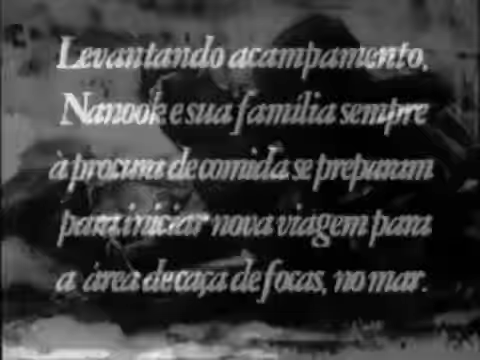 Levantando acampamento,
Nanook e sua família sempre
à procura de comida se preparam
para iniciar nova viagem para
a área de caça de focas, no mar.